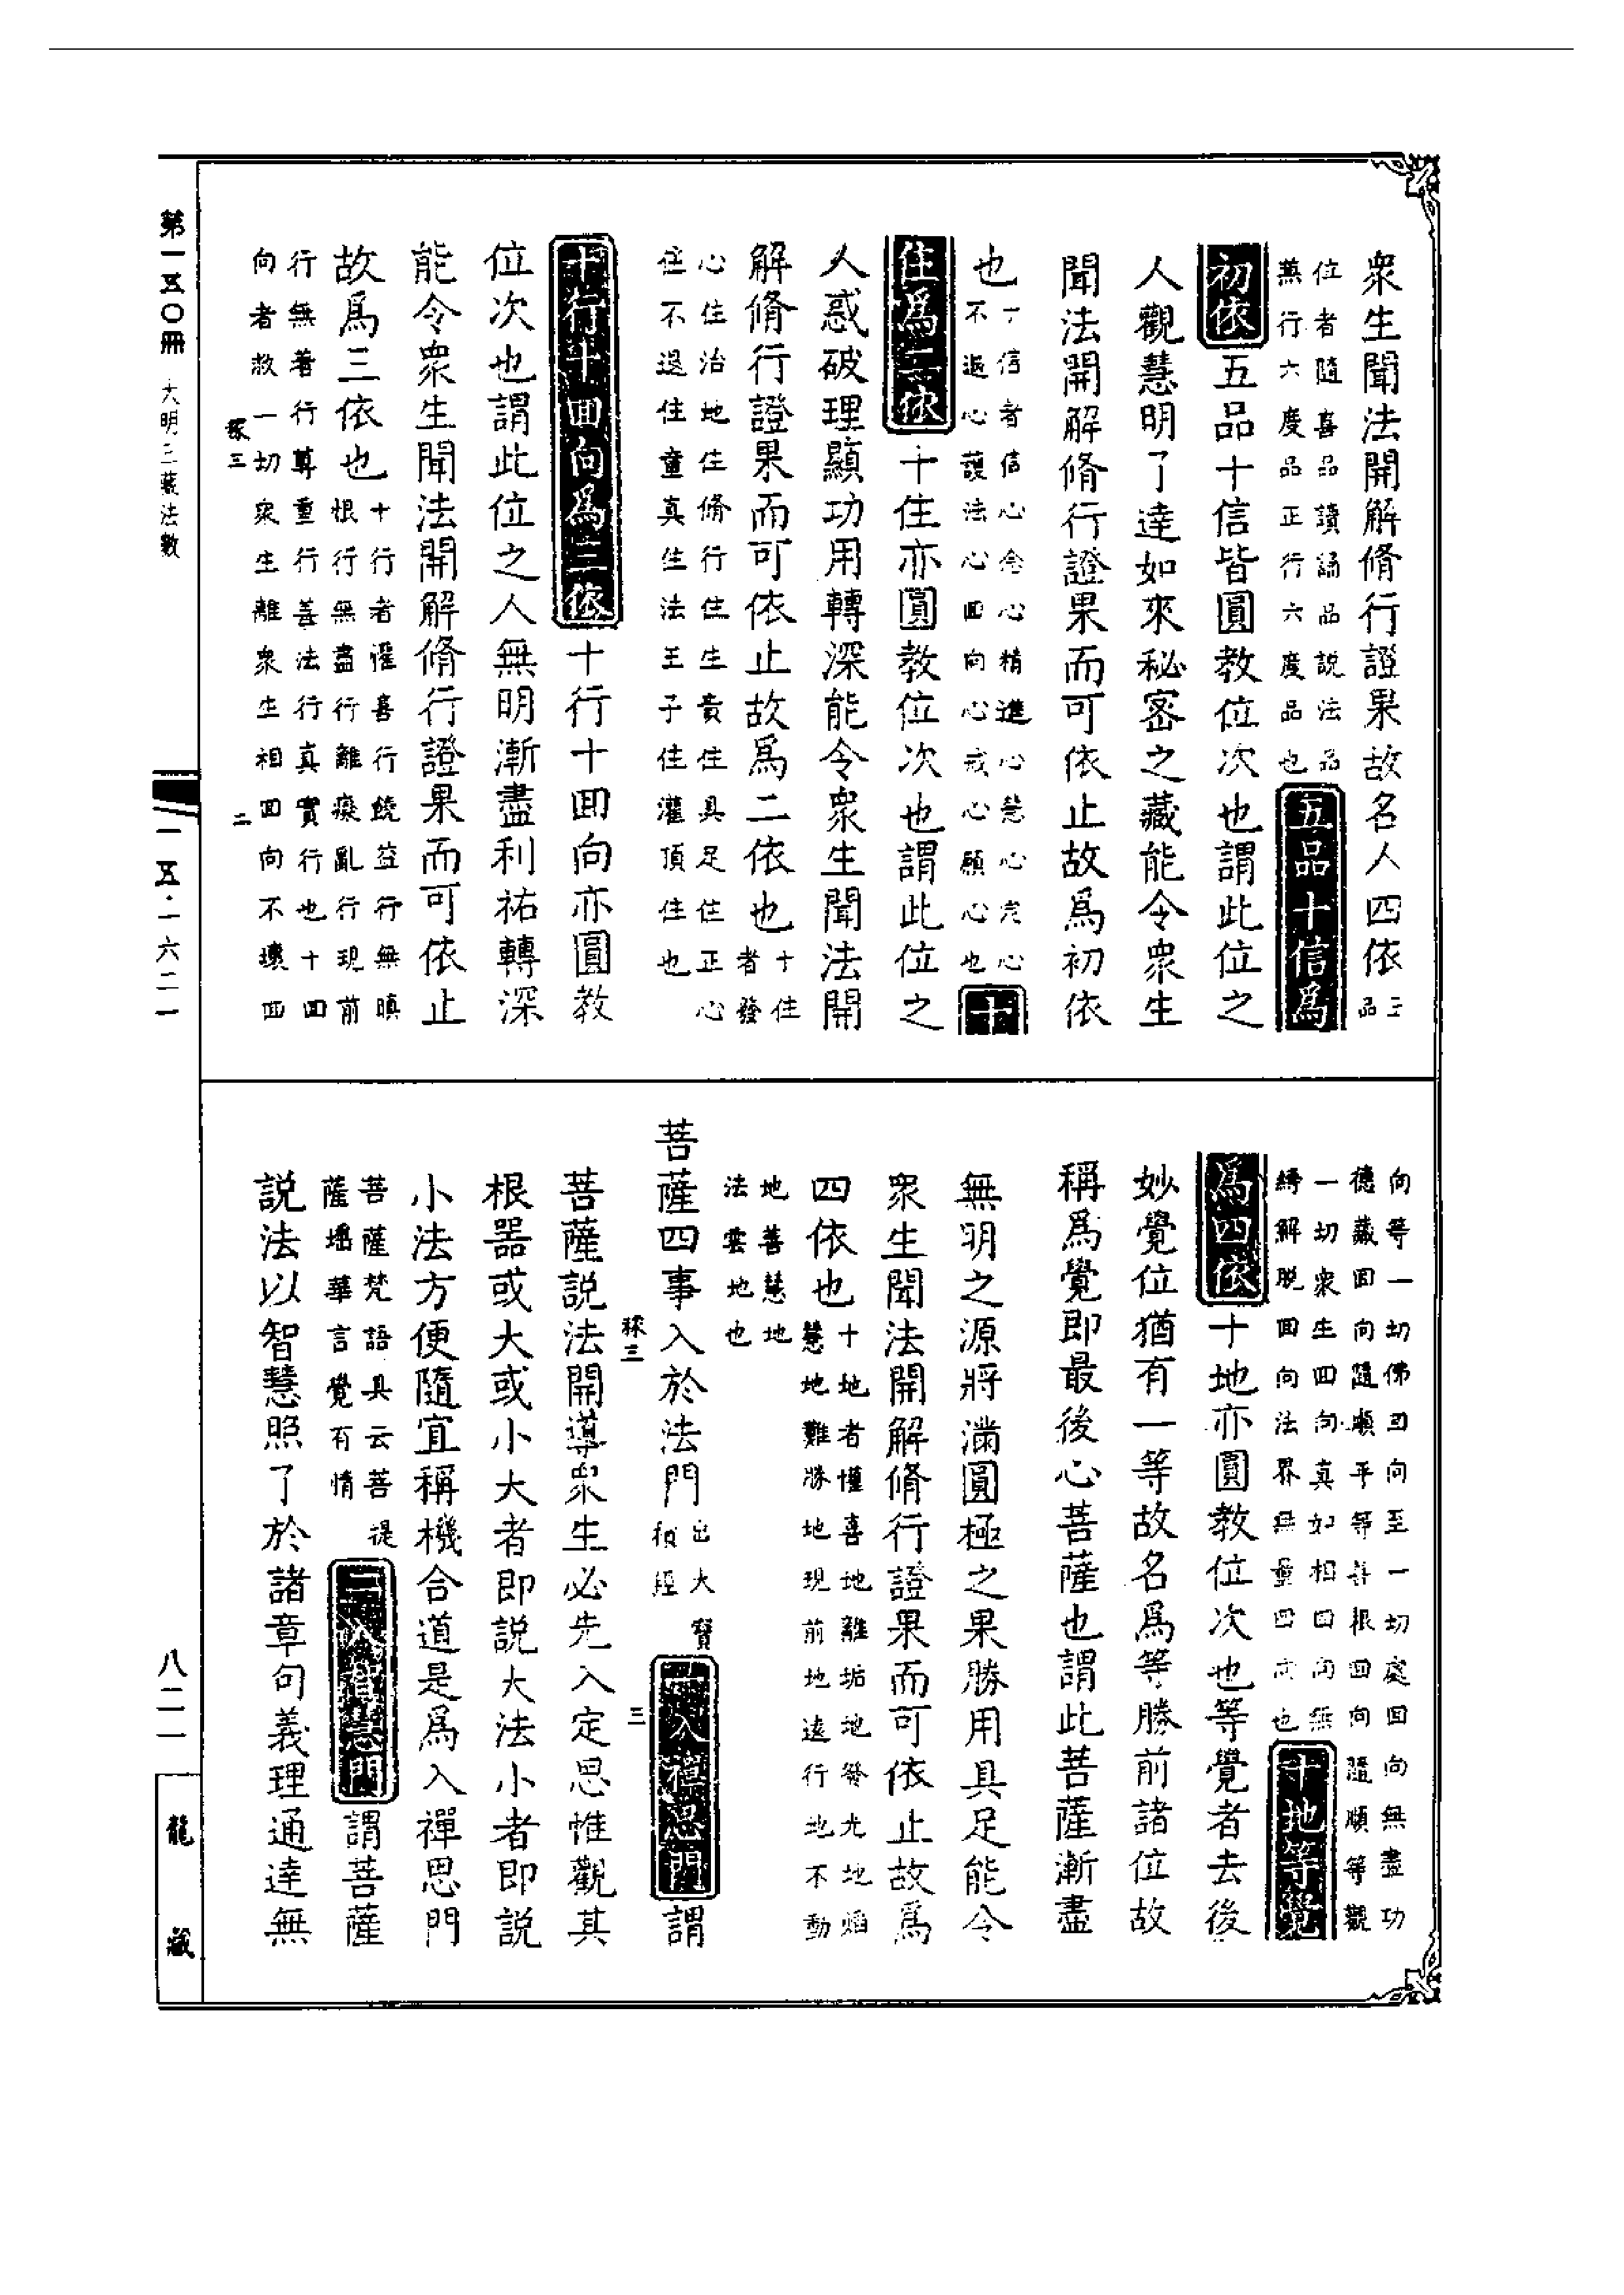 衆生聞法開解脩行證果故名人四依五品
位者隨喜品讀誦品說法品
兼行六度品正行六度品也五品十信為
初依五品十信皆圓教位次也謂此位之
人觀慧明了達如來秘密之藏能令衆生
聞法開解脩行證果而可依止故爲初依
也十信者信心念心精進心慧心定心
不退心護法心回向心戒心願心也十
住爲二依十住亦圓教位次也謂此位之
人惑破理顯功用轉深能令衆生聞法開
解脩行證果而可依止故爲二依也十住者發
心住治地住修行住生貴住具足住正心
住不退住童真住法王子住灌頂住也
十行十回向爲三依十行十回向亦圓教
位次也謂此位之人無明漸盡利祐轉深
能令衆生聞法開解脩行證果而可依止
故爲三依也十行者懽喜行饒益行無瞋恨行無盡行離癡亂行現前
行無著行尊重行善法行真實行也十回
向者救一切衆生離衆生相回向不壞回
稼三
二
向等一切佛回向至一切處回向無盡功
德藏回向隨順平等善根回向隨順等觀
一切衆生回向真如相回向無
縛解脫回向法界無量回向也十地等覺
爲四依十地亦圓教位次也等覺者去後
妙覺位猶有一等故名爲等勝前諸位故
稱爲覺即最後心菩薩也謂此菩薩漸盡
無明之源將滿圓極之果勝用具足能令
衆生聞法開解脩行證果而可依止故爲
四依也十地者懽喜地離垢地發光地焰慧地難勝地現前地遠行地不動
地善慧地
法雲地也
菩薩四事入於法門出大寶積經一入禪思門謂
稼三
三
菩薩說法開導衆生必先入定思惟觀其
根器或大或小大者即說大法小者即說
小法方便隨宜稱機合道是爲入禪思門
菩薩梵語具云菩提
薩埵華言覺有情二入智慧門謂菩薩
說法以智慧照了於諸章句義理通達無
第一五〇冊 大明三藏法數
一一五·一六二一
八二一
龍藏